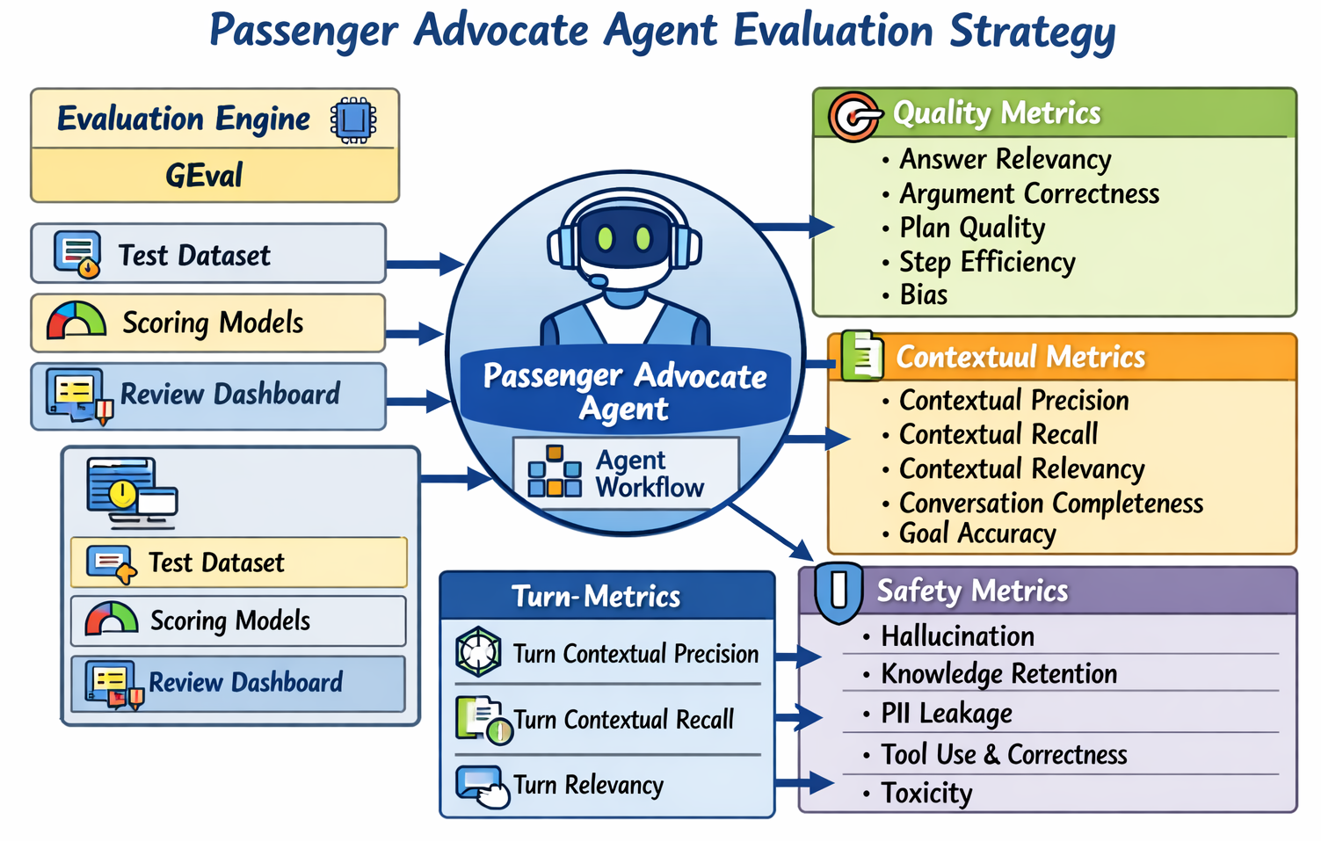 Passenger Advocate Agent Evaluation Strategy
Evaluation Engine
GEval
Test Dataset
Scoring Models
Review Dashboard
Test Dataset
Scoring Models
Review Dashboard
Passenger Advocate
Agent
Agent
Workflow
Turn-Metrics
Turn Contextual Precision
Turn Contextual Recall
Turn Relevancy
Quality Metrics
• Answer Relevancy
• Argument Correctness
• Plan Quality
• Step Efficiency
• Bias
Contextuul Metrics
• Contextual Precision
• Contextual Recall
• Contextual Relevancy
• Conversation Completeness
• Goal Accuracy
Safety Metrics
• Hallucination
• Knowledge Retention
• PII Leakage
• Tool Use & Correctness
• Toxicity